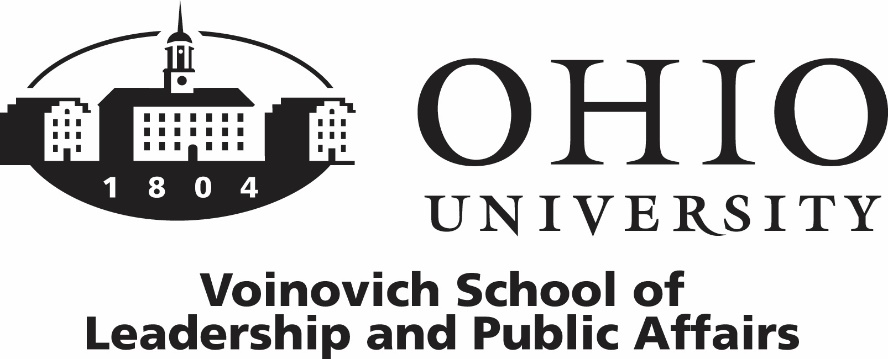 1804
OHIO
UNIVERSITY
Voinovich School of
Leadership and Public Affairs